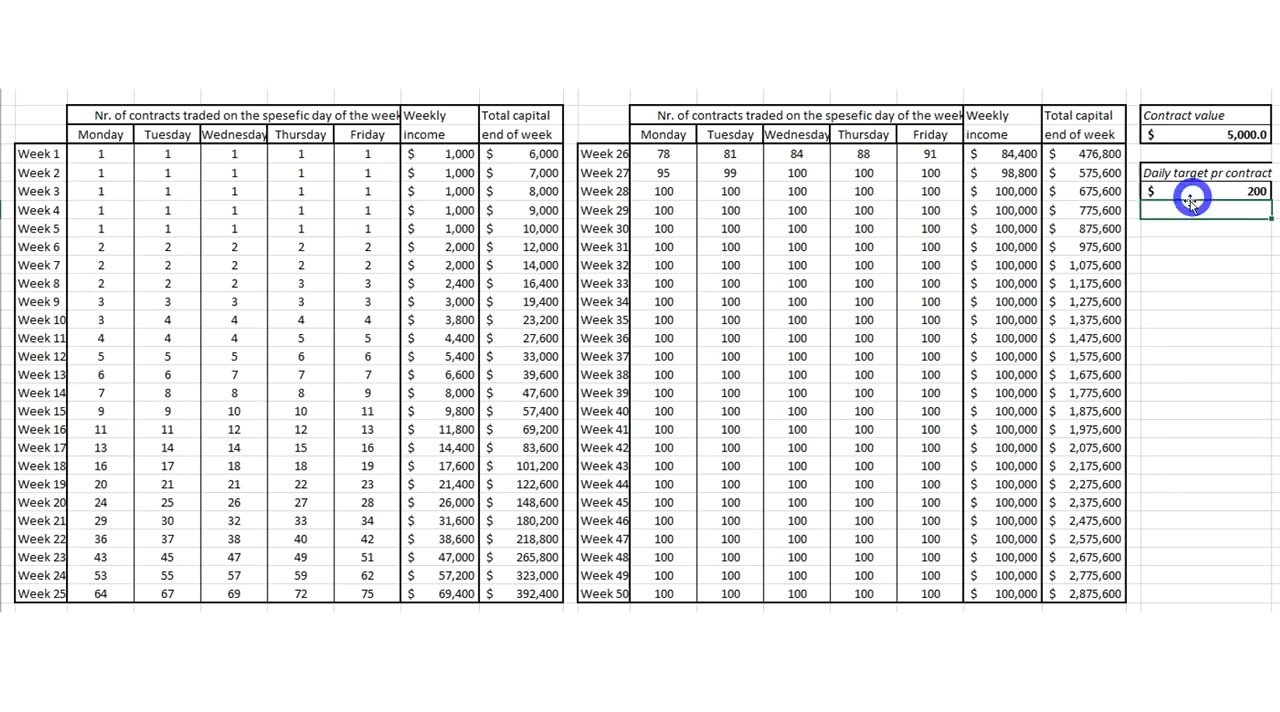 Nr. of contracts traded on the spesefic day of the week Weekly Total capital
Monday Tuesday Wednesday Thursday Friday income end of week
Week 1 1 1 1 1 1 $ 1,000 $ 6,000
Week 2 1 1 1 1 1 $ 1,000 $ 7,000
Week 3 1 1 1 1 1 $ 1,000 $ 8,000
Week 4 1 1 1 1 1 $ 1,000 $ 9,000
Week 5 1 1 1 1 1 $ 1,000 $ 10,000
Week 6 2 2 2 2 2 $ 2,000 $ 12,000
Week 7 2 2 2 2 2 $ 2,000 $ 14,000
Week 8 2 2 2 3 3 $ 2,400 $ 16,400
Week 9 3 3 3 3 3 $ 3,000 $ 19,400
Week 10 3 4 4 4 4 $ 3,800 $ 23,200
Week 11 4 4 4 5 5 $ 4,400 $ 27,600
Week 12 5 5 5 6 6 $ 5,400 $ 33,000
Week 13 6 6 7 7 7 $ 6,600 $ 39,600
Week 14 7 8 8 8 9 $ 8,000 $ 47,600
Week 15 9 9 10 10 11 $ 9,800 $ 57,400
Week 16 11 11 12 12 13 $ 11,800 $ 69,200
Week 17 13 14 14 15 16 $ 14,400 $ 83,600
Week 18 16 17 18 18 19 $ 17,600 $ 101,200
Week 19 20 21 21 22 23 $ 21,400 $ 122,600
Week 20 24 25 26 27 28 $ 26,000 $ 148,600
Week 21 29 30 32 33 34 $ 31,600 $ 180,200
Week 22 36 37 38 40 42 $ 38,600 $ 218,800
Week 23 43 45 47 49 51 $ 47,000 $ 265,800
Week 24 53 55 57 59 62 $ 57,200 $ 323,000
Week 25 64 67 69 72 75 $ 69,400 $ 392,400
Nr. of contracts traded on the spesefic day of the week Weekly Total capital
Monday Tuesday Wednesday Thursday Friday income end of week
Week 26 78 81 84 88 91 $ 84,400 $ 476,800
Week 27 95 99 100 100 100 $ 98,800 $ 575,600
Week 28 100 100 100 100 100 $ 100,000 $ 675,600
Week 29 100 100 100 100 100 $ 100,000 $ 775,600
Week 30 100 100 100 100 100 $ 100,000 $ 875,600
Week 31 100 100 100 100 100 $ 100,000 $ 975,600
Week 32 100 100 100 100 100 $ 100,000 $ 1,075,600
Week 33 100 100 100 100 100 $ 100,000 $ 1,175,600
Week 34 100 100 100 100 100 $ 100,000 $ 1,275,600
Week 35 100 100 100 100 100 $ 100,000 $ 1,375,600
Week 36 100 100 100 100 100 $ 100,000 $ 1,475,600
Week 37 100 100 100 100 100 $ 100,000 $ 1,575,600
Week 38 100 100 100 100 100 $ 100,000 $ 1,675,600
Week 39 100 100 100 100 100 $ 100,000 $ 1,775,600
Week 40 100 100 100 100 100 $ 100,000 $ 1,875,600
Week 41 100 100 100 100 100 $ 100,000 $ 1,975,600
Week 42 100 100 100 100 100 $ 100,000 $ 2,075,600
Week 43 100 100 100 100 100 $ 100,000 $ 2,175,600
Week 44 100 100 100 100 100 $ 100,000 $ 2,275,600
Week 45 100 100 100 100 100 $ 100,000 $ 2,375,600
Week 46 100 100 100 100 100 $ 100,000 $ 2,475,600
Week 47 100 100 100 100 100 $ 100,000 $ 2,575,600
Week 48 100 100 100 100 100 $ 100,000 $ 2,675,600
Week 49 100 100 100 100 100 $ 100,000 $ 2,775,600
Week 50 100 100 100 100 100 $ 100,000 $ 2,875,600
Contract value
$ 5,000.0
Daily target pr contract
$ 200